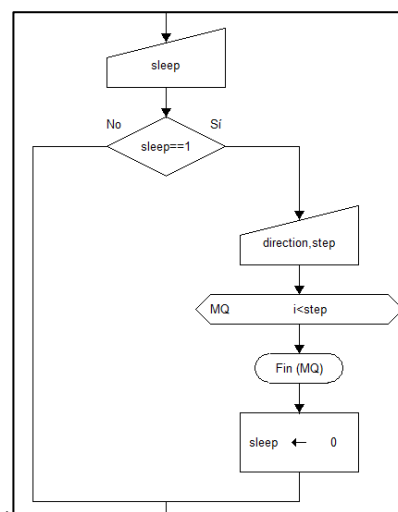 sleep
No
Sí
sleep==1
direction,step
MQ i<step
Fin (MQ)
sleep ← 0